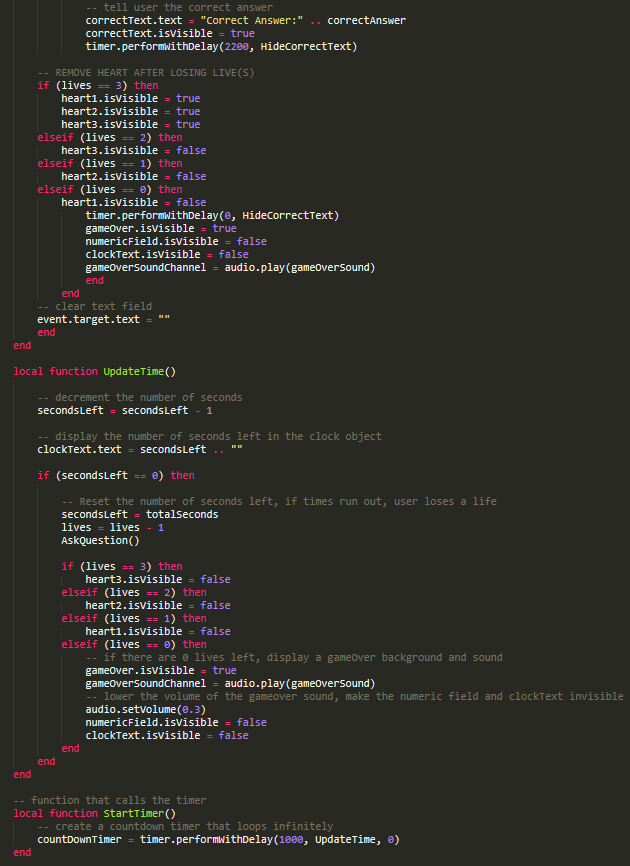 -- tell user the correct answer
correctText.text = "Correct Answer:" .. correctAnswer
correctText.isVisible = true
timer.performWithDelay(2200, HideCorrectText)
-- REMOVE HEART AFTER LOSING LIVE(S)
if (lives == 3) then
heart1.isVisible = true
heart2.isVisible = true
heart3.isVisible = true
elseif (lives == 2) then
heart3.isVisible = false
elseif (lives == 1) then
heart2.isVisible = false
elseif (lives == 0) then
heart1.isVisible = false
timer.performWithDelay(0, HideCorrectText)
gameOver.isVisible = true
numericField.isVisible = false
clockText.isVisible = false
gameOverSoundChannel = audio.play(gameOverSound)
end
end
-- clear text field
event.target.text = ""
end
end
local function UpdateTime()
-- decrement the number of seconds
secondsLeft = secondsLeft - 1
-- display the number of seconds left in the clock object
clockText.text = secondsLeft .. ""
if (secondsLeft == 0) then
-- Reset the number of seconds left, if times run out, user loses a life
secondsLeft = totalSeconds
lives = lives - 1
AskQuestion()
if (lives == 3) then
heart3.isVisible = false
elseif (lives == 2) then
heart2.isVisible = false
elseif (lives == 1) then
heart1.isVisible = false
elseif (lives == 0) then
-- if there are 0 lives left, display a gameOver background and sound
gameOver.isVisible = true
gameOverSoundChannel = audio.play(gameOverSound)
-- lower the volume of the gameover sound, make the numeric field and clockText invisible
audio.setVolume(0.3)
numericField.isVisible = false
clockText.isVisible = false
end
end
end
-- function that calls the timer
local function StartTimer()
-- create a countdown timer that loops infinitely
countDownTimer = timer.performWithDelay(1000, UpdateTime, 0)
end